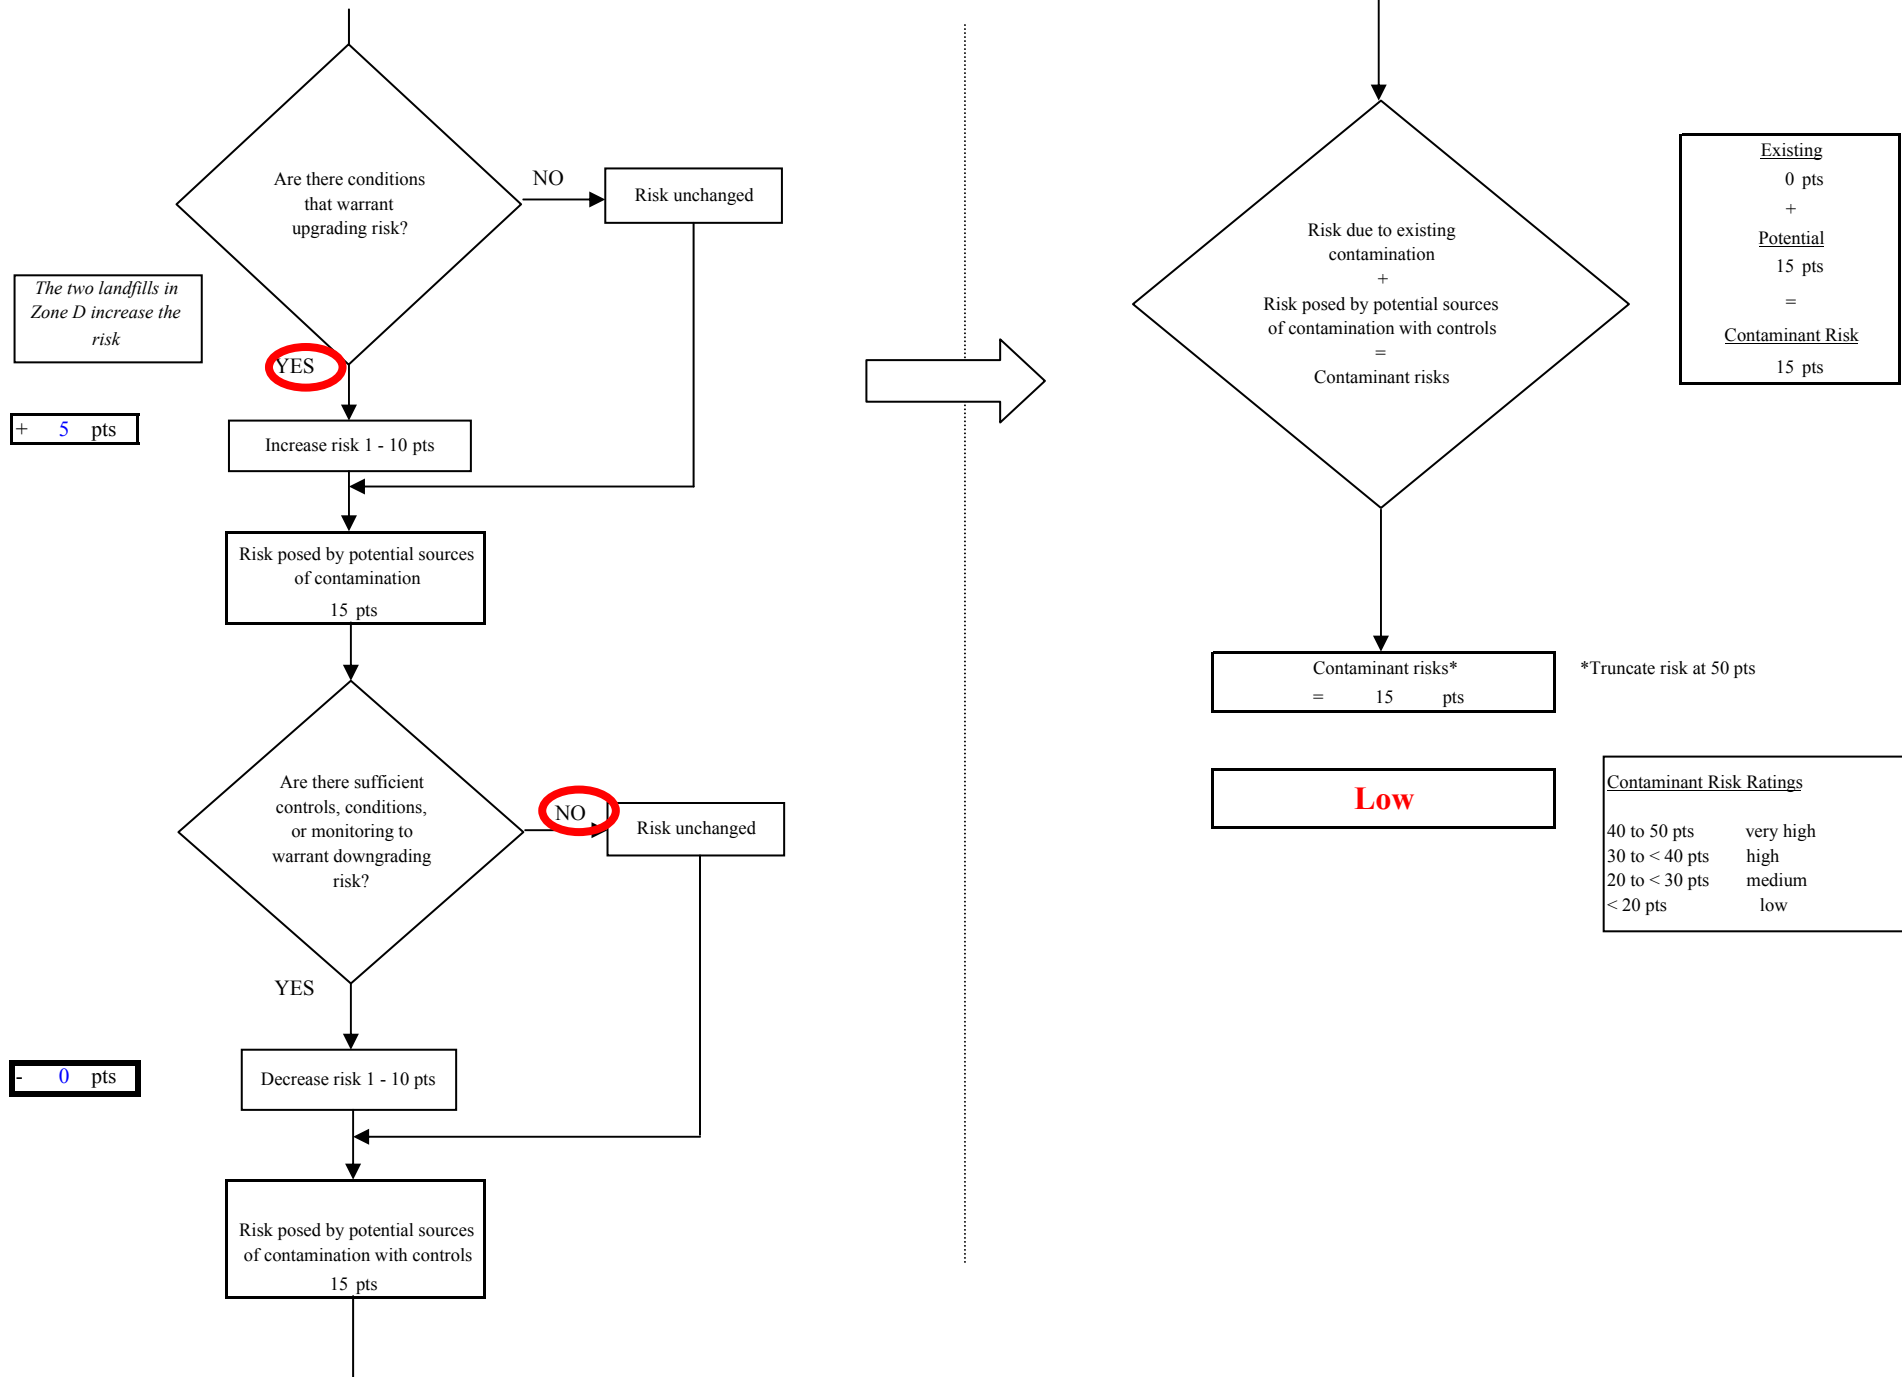 Are there conditions
that warrant
upgrading risk?
NO
Risk unchanged
The two landfills in
Zone D increase the
risk
YES
+ 5 pts
Increase risk 1 - 10 pts
Risk posed by potential sources
of contamination
15 pts
Are there sufficient
controls, conditions,
or monitoring to
warrant downgrading
risk?
NO
Risk unchanged
YES
- 0 pts
Decrease risk 1 - 10 pts
Risk posed by potential sources
of contamination with controls
15 pts
Risk due to existing
contamination
+
Risk posed by potential sources
of contamination with controls
=
Contaminant risks
Existing
0 pts
+
Potential
15 pts
=
Contaminant Risk
15 pts
Contaminant risks*
= 15 pts
*Truncate risk at 50 pts
Low
Contaminant Risk Ratings
40 to 50 pts very high
30 to < 40 pts high
20 to < 30 pts medium
< 20 pts low